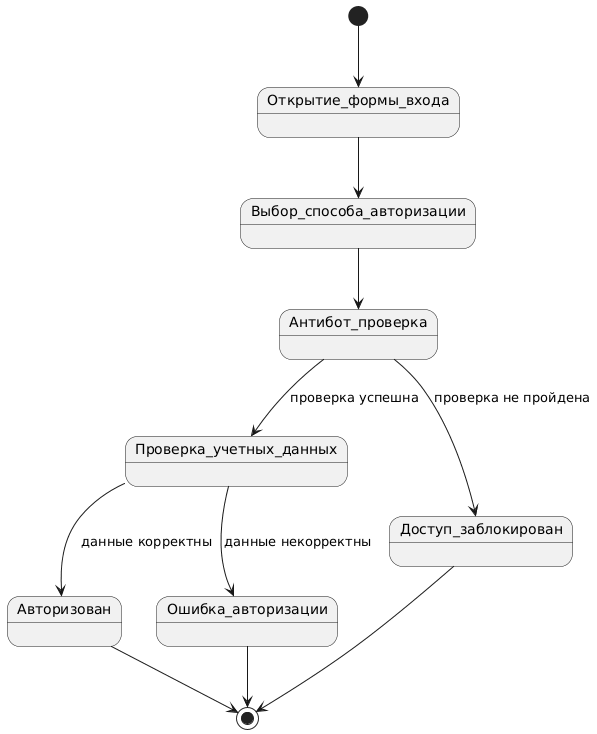 Открытие_формы_входа
Выбор_способа_авторизации
Антибот_проверка
проверка успешна
проверка не пройдена
Проверка_учетных_данных
Доступ_заблокирован
данные корректны
данные некорректны
Авторизован
Ошибка_авторизации